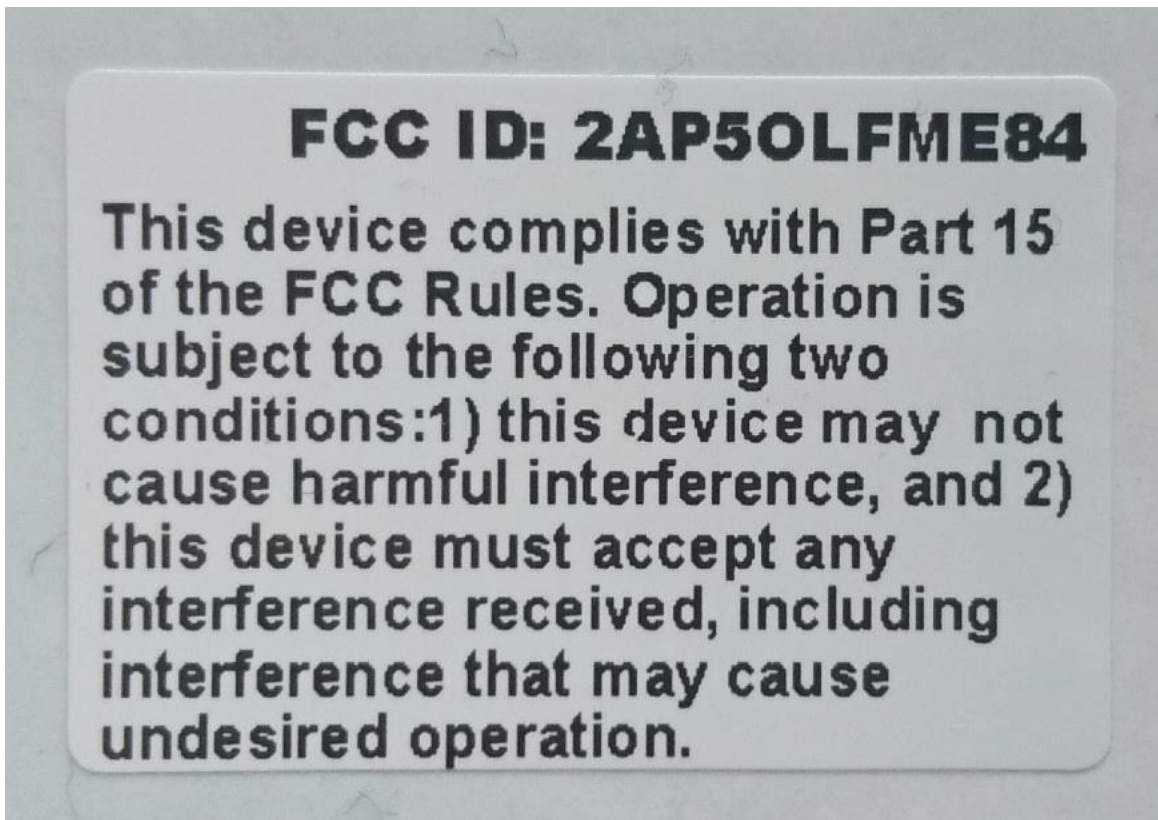 FCC ID: 2AP5OLFME84
This device complies with Part 15
of the FCC Rules. Operation is
subject to the following two
conditions:1) this device may not
cause harmful interference, and 2)
this device must accept any
interference received, including
interference that may cause
undesired operation.